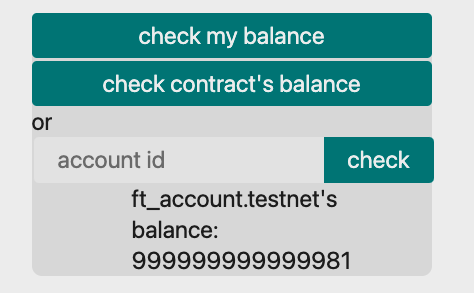 check my balance
check contract's balance
or
account id
check
ft_account.testnet's
balance:
999999999999981